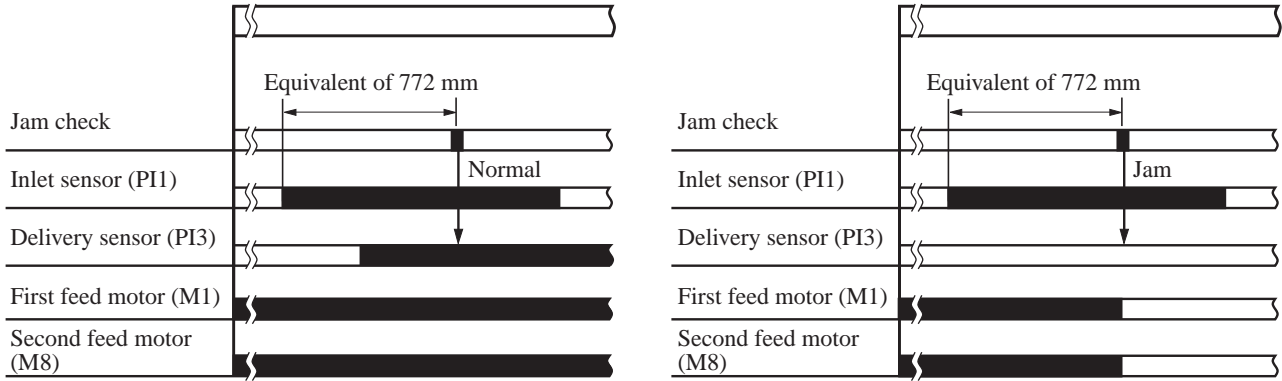 Equivalent of 772 mm
Jam check
Normal
Inlet sensor (PI1)
Delivery sensor (PI3)
First feed motor (M1)
Second feed motor
(M8)
Equivalent of 772 mm
Jam check
Jam
Inlet sensor (PI1)
Delivery sensor (PI3)
First feed motor (M1)
Second feed motor
(M8)